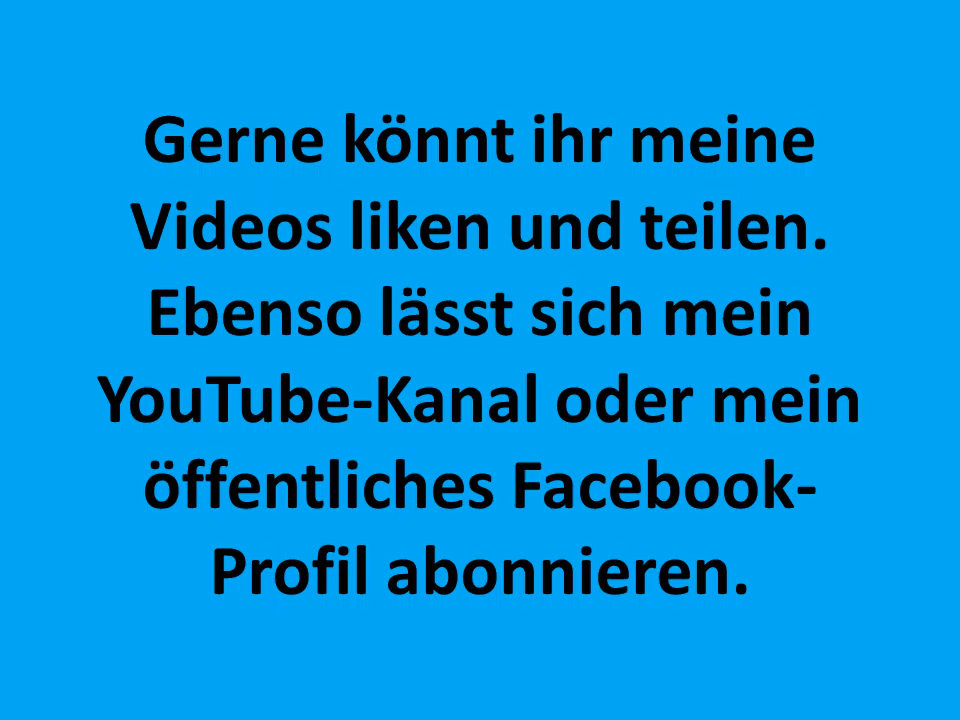 Gerne könnt ihr meine
Videos liken und teilen.
Ebenso lässt sich mein
YouTube-Kanal oder mein
öffentliches Facebook-
Profil abonnieren.